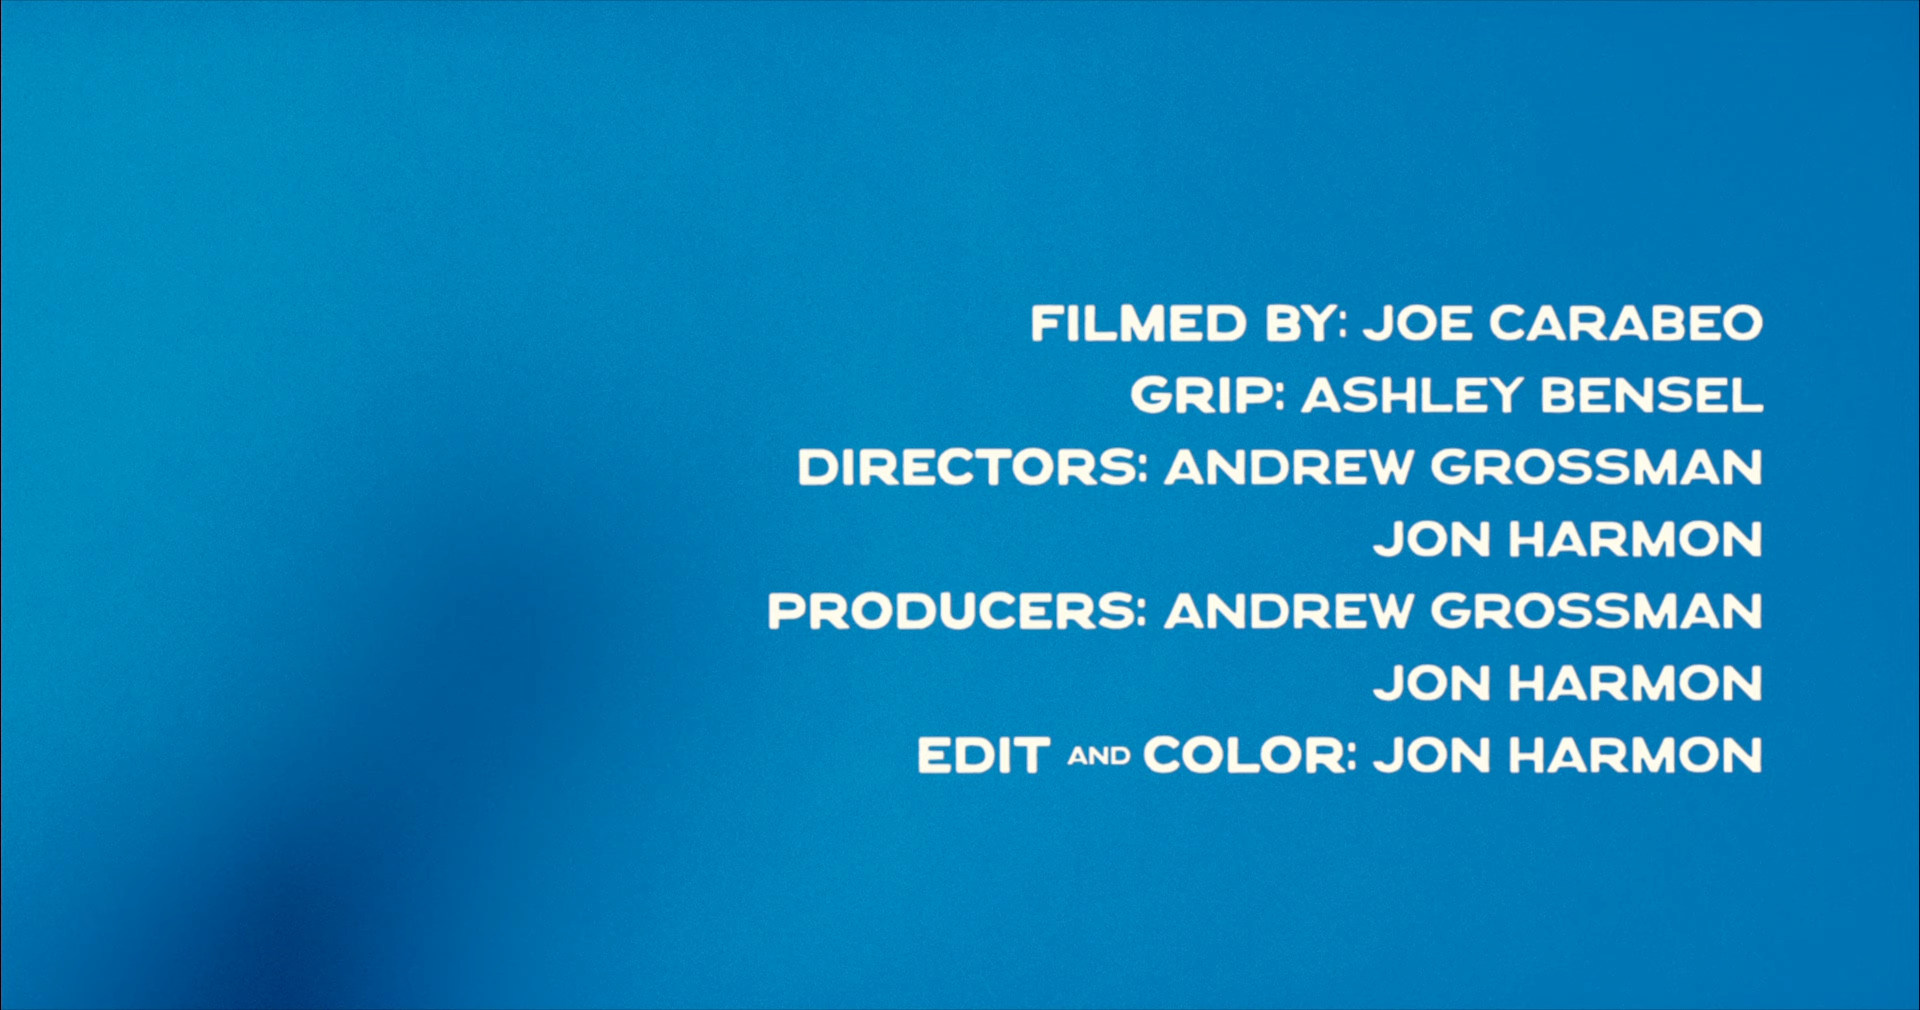 FILMED BY: JOE CARABEO
GRIP: ASHLEY BENSEL
DIRECTORS: ANDREW GROSSMAN
JON HARMON
PRODUCERS: ANDREW GROSSMAN
JON HARMON
EDIT AND COLOR: JON HARMON